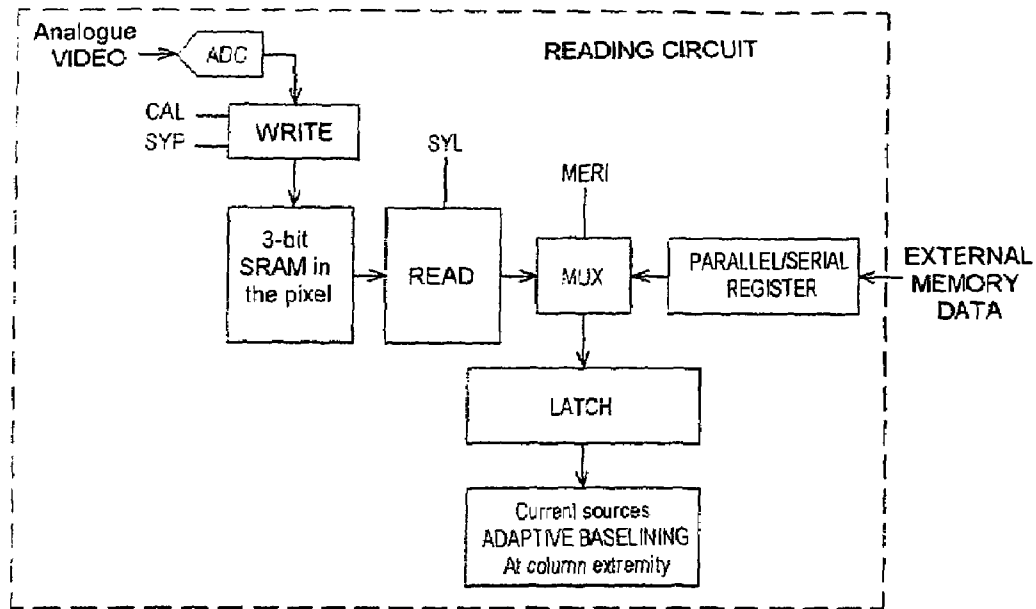 Analogue
VIDEO
ADC
READING CIRCUIT
CAL
SYP
WRITE
SYL
MERI
3-bit
SRAM in
the pixel
READ
MUX
PARALLEL/SERIAL
REGISTER
EXTERNAL
MEMORY
DATA
LATCH
Current sources
ADAPTIVE BASELINING
At column extremity